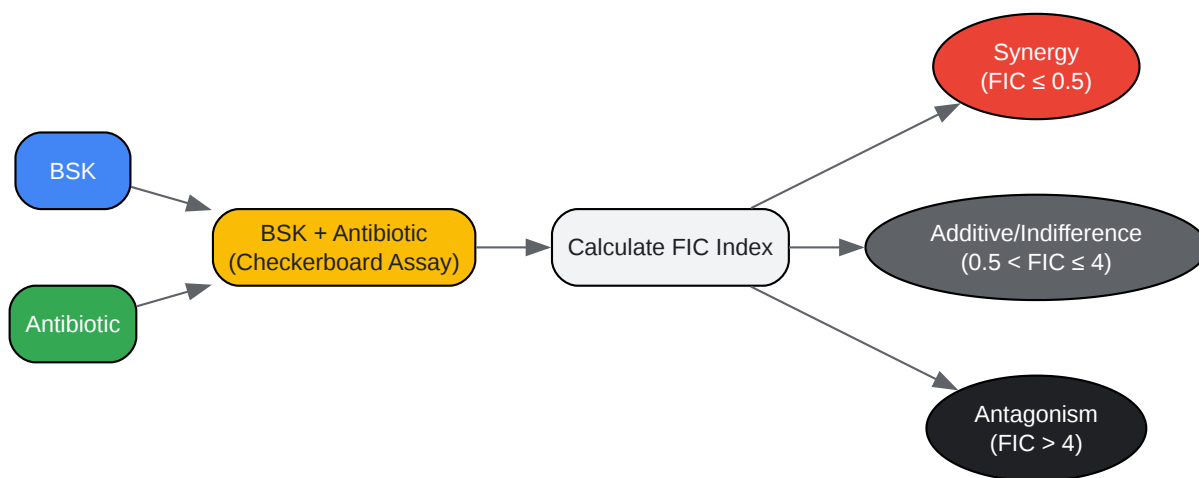 BSK
Antibiotic
BSK + Antibiotic
(Checkerboard Assay)
Calculate FIC Index
Synergy
(FIC ≤ 0.5)
Additive/Indifference
(0.5 < FIC ≤ 4)
Antagonism
(FIC > 4)